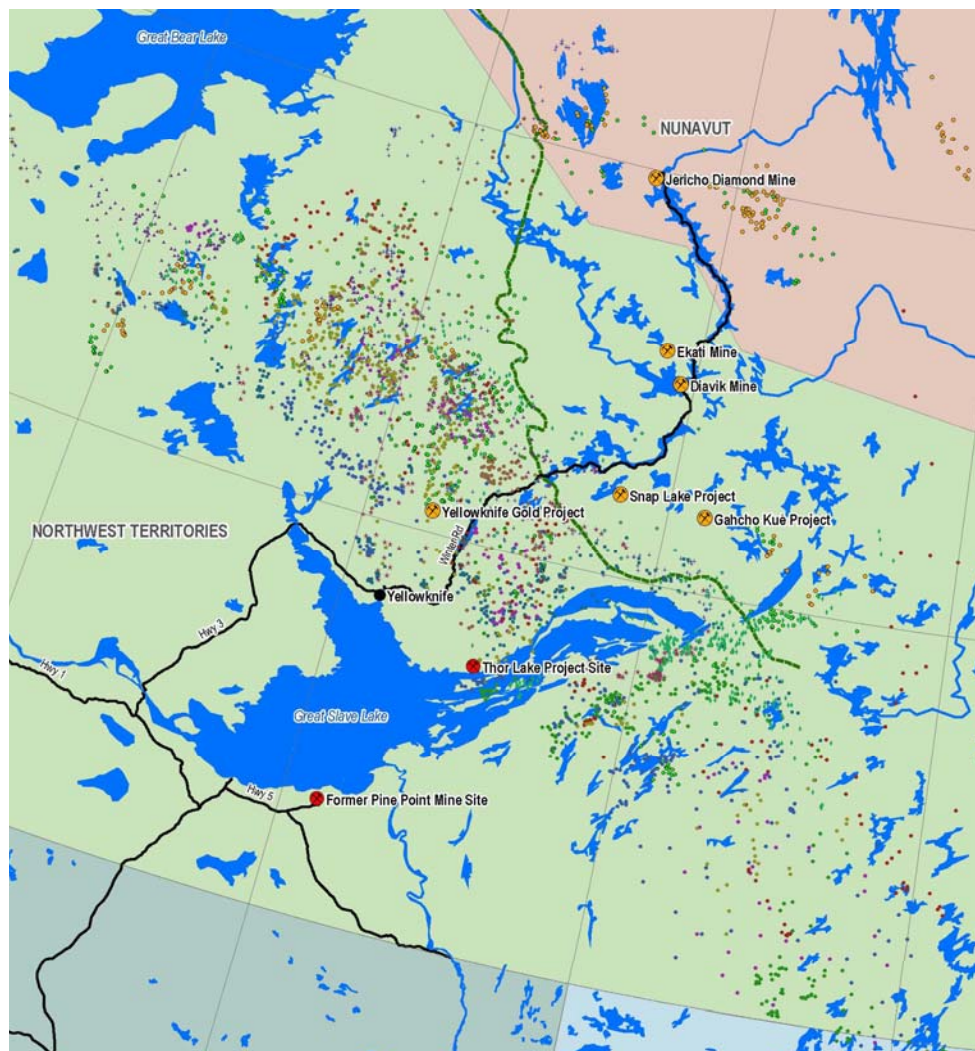 Great Bear Lake
NUNAVUT
Jericho Diamond Mine
Ekati Mine
Diavik Mine
Snap Lake Project
Yellowknife Gold Project
Gahcho Kue Project
NORTHWEST TERRITORIES
Winter Rd
Yellowknife
Hwy 3
Thor Lake Project Site
Hwy 1
Great Slave Lake
Hwy 5
Former Pine Point Mine Site